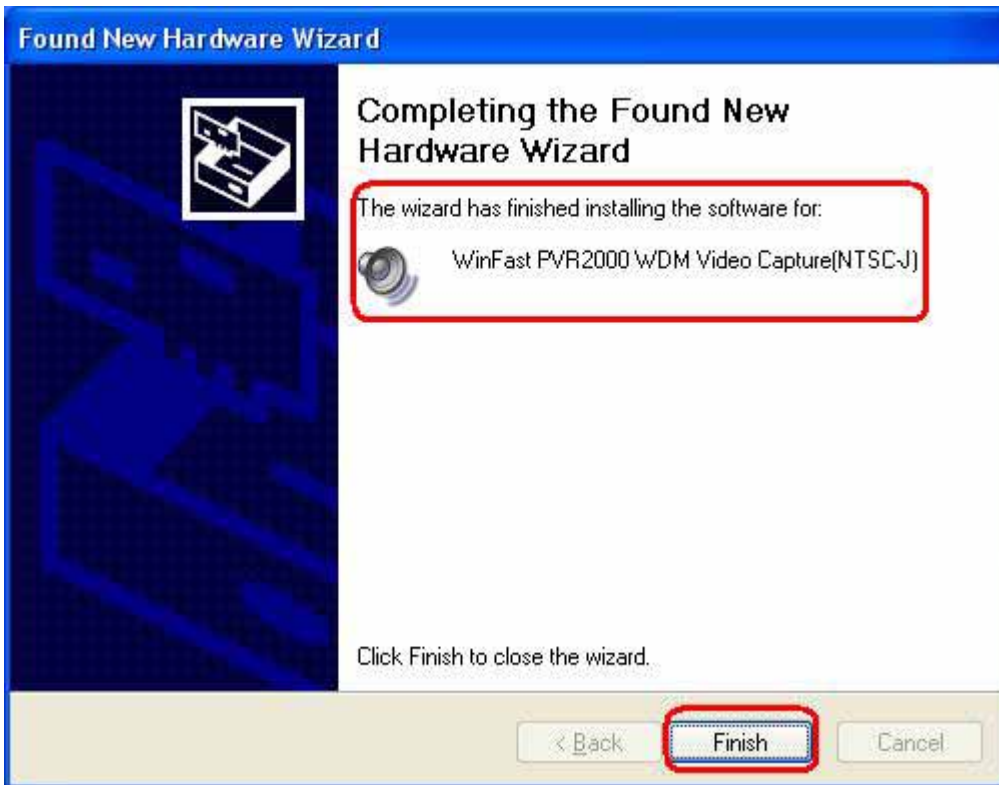 Found New Hardware Wizard
Completing the Found New
Hardware Wizard
The wizard has finished installing the software for:
WinFast PVR2000 WDM Video Capture(NTSC-J)
Click Finish to close the wizard.
< Back
Finish
Cancel